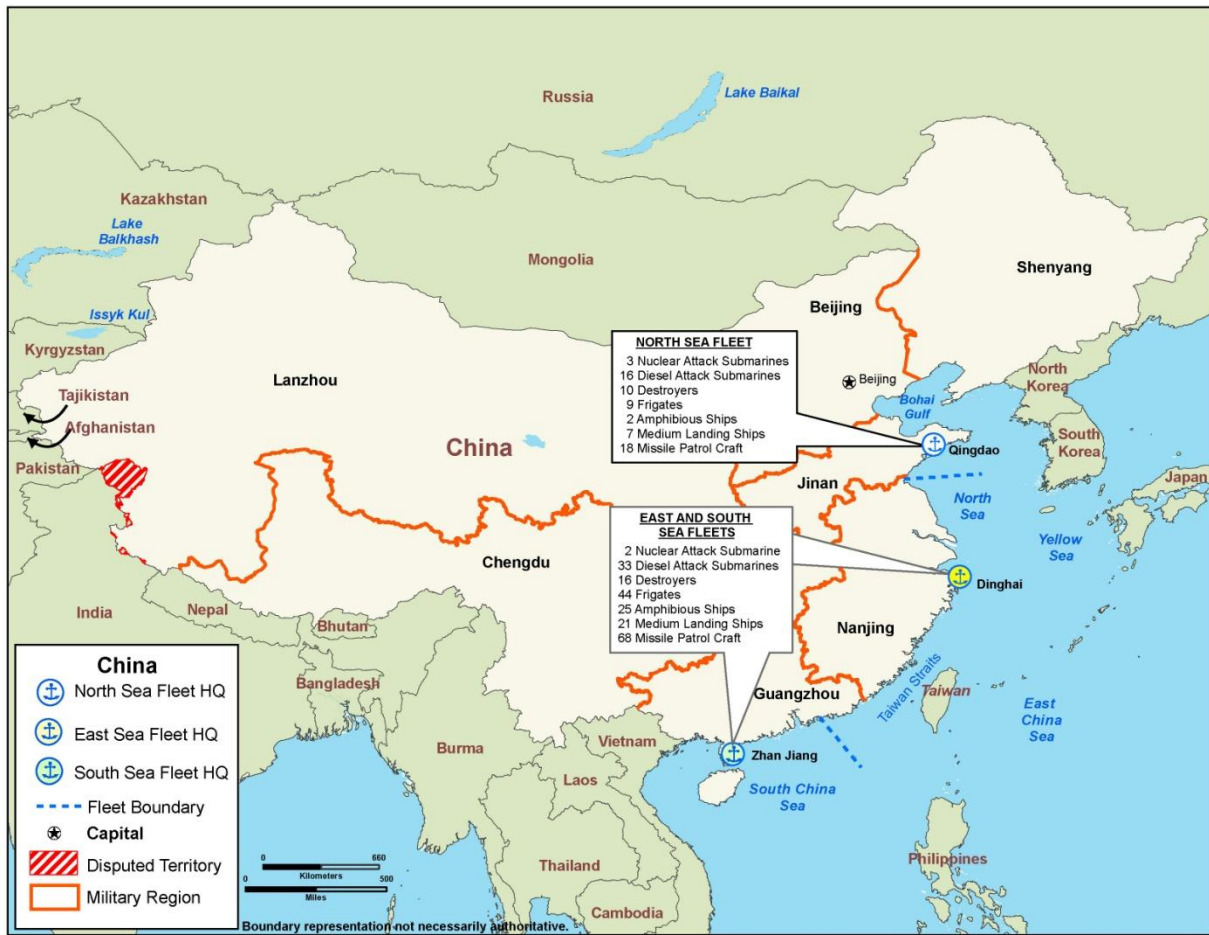 Russia
Lake Baikal
Kazakhstan
Lake
Balkhash
Mongolia
Shenyang
Beijing
Issyk Kul
Kyrgyzstan
NORTH SEA FLEET
3 Nuclear Attack Submarines
16 Diesel Attack Submarines
10 Destroyers
9 Frigates
2 Amphibious Ships
7 Medium Landing Ships
18 Missile Patrol Craft
Beijing
North
Korea
Lanzhou
Tajikistan
Bohai
Gulf
Afghanistan
China
South
Korea
Qingdao
Pakistan
Jinan
Japan
North
Sea
EAST AND SOUTH
SEA FLEETS
2 Nuclear Attack Submarine
33 Diesel Attack Submarines
16 Destroyers
44 Frigates
25 Amphibious Ships
21 Medium Landing Ships
68 Missile Patrol Craft
Yellow
Sea
Chengdu
Dinghai
India
Nepal
Bhutan
Nanjing
Bangladesh
Guangzhou
Taiwan Straits
Taiwan
East
China
Sea
Burma
Vietnam
Zhan Jiang
Laos
South China
Sea
Thailand
Philippines
Cambodia
China
North Sea Fleet HQ
East Sea Fleet HQ
South Sea Fleet HQ
Fleet Boundary
Capital
Disputed Territory
Military Region
0 660
Kilometers
0 500
Miles
Boundary representation not necessarily authoritative.